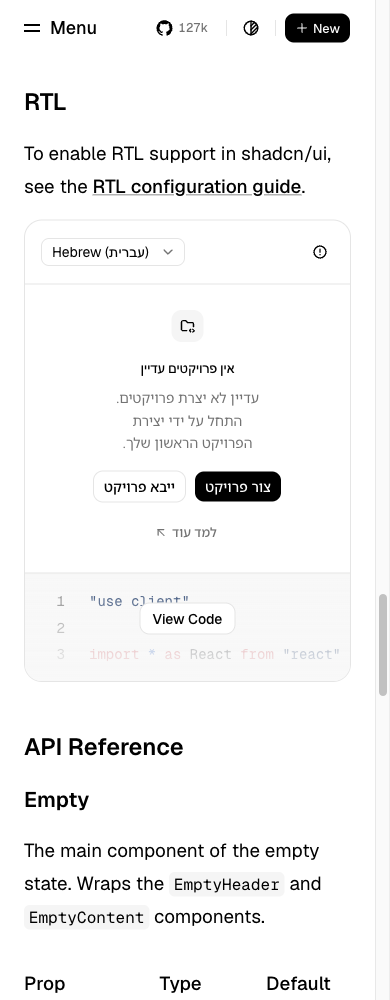 Menu
127k
New
RTL
To enable RTL support in shadcn/ui,
see the RTL configuration guide.
Hebrew (עברית)
אין פרויקטים עדיין
עדיין לא יצרת פרויקטים.
התחל על ידי יצירת
הפרויקט הראשון שלך.
צור פרויקט
ייבא פרויקט
למד עוד
1 "use client"
View Code
2
3 import * as React from "react"
API Reference
Empty
The main component of the empty
state. Wraps the EmptyHeader and
EmptyContent components.
Prop Type Default